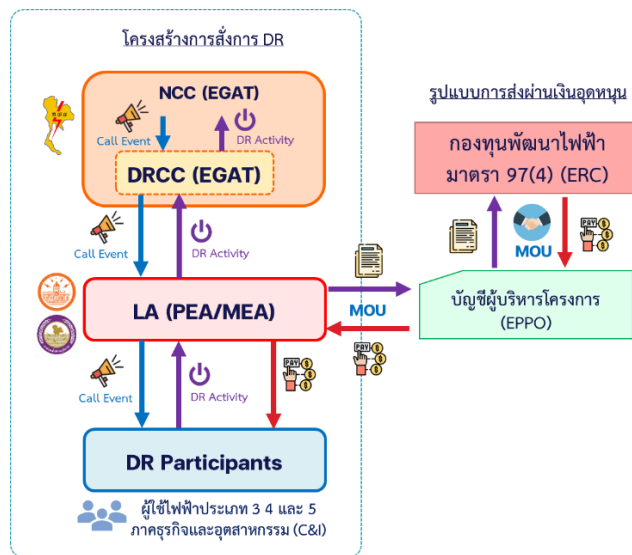 โครงสร้างการสั่งการ DR
NCC (EGAT)
Call Event
DR Activity
DRCC (EGAT)
Call Event
DR Activity
LA (PEA/MEA)
MOU
Call Event
DR Activity
PAY
DR Participants
ผู้ใช้ไฟฟ้าประเภท 3 4 และ 5
ภาคธุรกิจและอุตสาหกรรม (C&I)
รูปแบบการส่งผ่านเงินอุดหนุน
กองทุนพัฒนาไฟฟ้า
มาตรา 97(4) (ERC)
MOU
PAY
บัญชีผู้บริหารโครงการ
(EPPO)
PAY